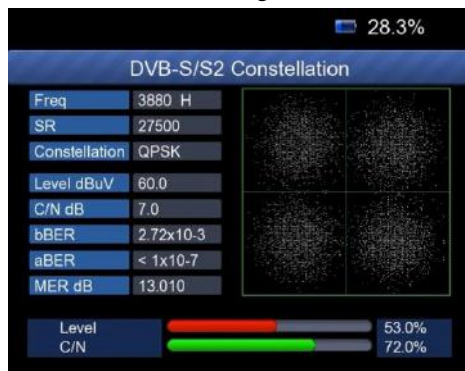 28.3%
DVB-S/S2 Constellation
Freq 3880 H
SR 27500
Constellation QPSK
Level dBuV 60.0
C/N dB 7.0
bBER 2.72x10-3
aBER < 1x10-7
MER dB 13.010
Level 53.0%
C/N 72.0%